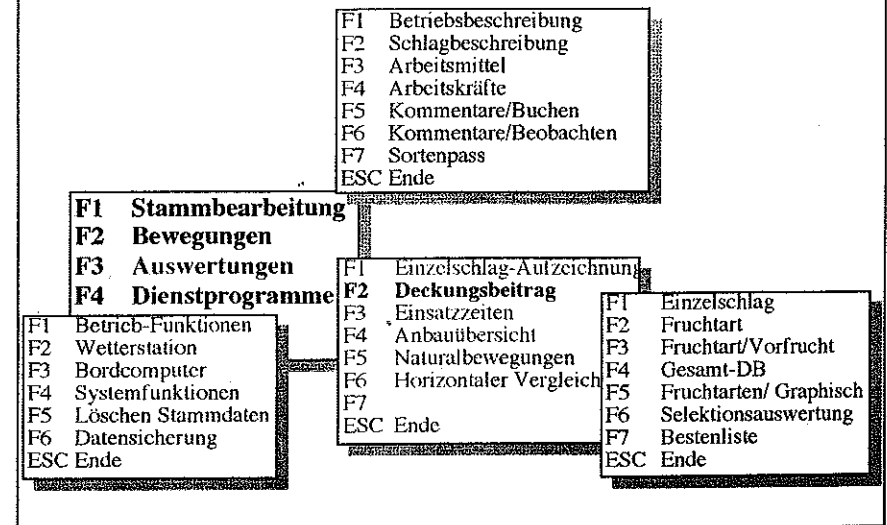 F1 Betriebsbeschreibung
F2 Schlagbeschreibung
F3 Arbeitsmittel
F4 Arbeitskräfte
F5 Kommentare/Buchen
F6 Kommentare/Beobachten
F7 Sortenpass
ESC Ende
F1 Stammbearbeitung
F2 Bewegungen
F3 Auswertungen
F4 Dienstprogramme
F1 Betrieb-Funktionen
F2 Wetterstation
F3 Bordcomputer
F4 Systemfunktionen
F5 Löschen Stammdaten
F6 Datensicherung
ESC Ende
F1 Einzelschlag-Aufzeichnung
F2 Deckungsbeitrag
F3 Einsatzzeiten
F4 Anbauübersicht
F5 Naturalbewegungen
F6 Horizontaler Vergleich
F7
ESC Ende
F1 Einzelschlag
F2 Fruchtart
F3 Fruchtart/Vorfrucht
F4 Gesamt-DB
F5 Fruchtarten/ Graphisch
F6 Selektionsauswertung
F7 Bestenliste
ESC Ende